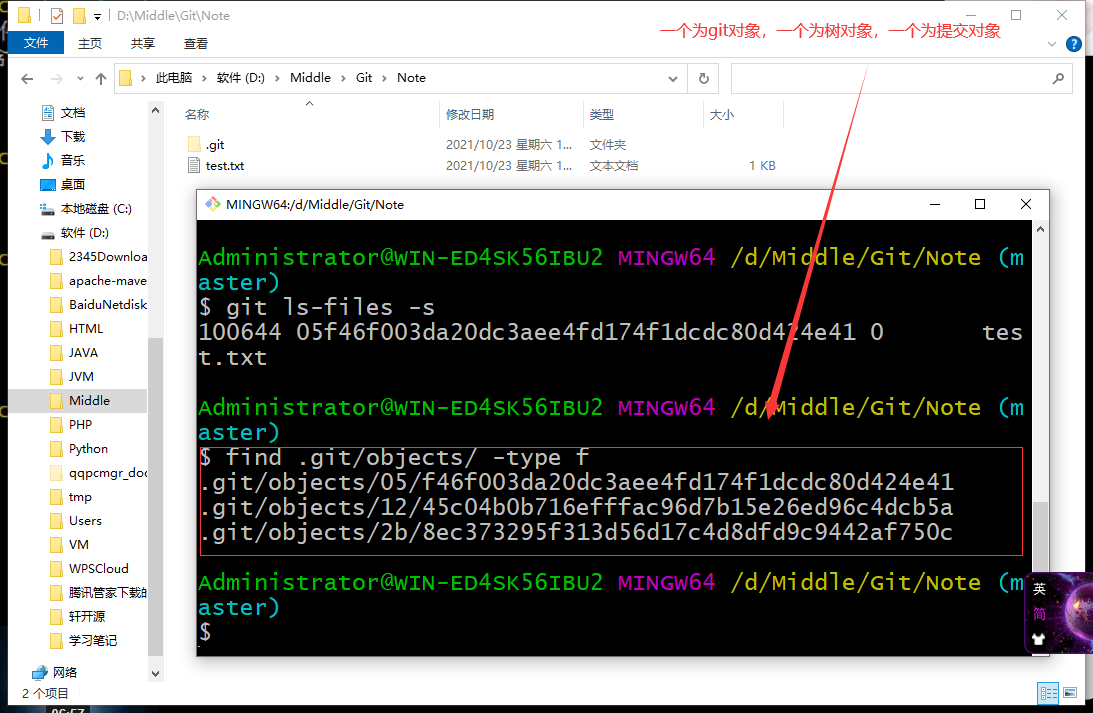 D:\Middle\Git\Note
一个为git对象，一个为树对象，一个为提交对象
文件 主页 共享 查看
此电脑 软件 (D:) Middle Git Note
名称 修改日期 类型 大小
.git 2021/10/23 星期六 1... 文件夹
test.txt 2021/10/23 星期六 1... 文本文档 1 KB
文档
下载
音乐
桌面
本地磁盘 (C:)
软件 (D:)
2345Downloa
apache-mave
BaiduNetdisk
HTML
JAVA
JVM
Middle
PHP
Python
qqpcmgr_doc
tmp
Users
VM
WPSCloud
腾讯管家下载的
轩开源
学习笔记
网络
2 个项目
MINGW64:/d/Middle/Git/Note
Administrator@WIN-ED4SK56IBU2 MINGW64 /d/Middle/Git/Note (m
aster)
$ git ls-files -s
100644 05f46f003da20dc3aee4fd174f1dcdc80d424e41 0 tes
t.txt
Administrator@WIN-ED4SK56IBU2 MINGW64 /d/Middle/Git/Note (m
aster)
$ find .git/objects/ -type f
.git/objects/05/f46f003da20dc3aee4fd174f1dcdc80d424e41
.git/objects/12/45c04b0b716efffac96d7b15e26ed96c4dcb5a
.git/objects/2b/8ec373295f313d56d17c4d8dfd9c9442af750c
Administrator@WIN-ED4SK56IBU2 MINGW64 /d/Middle/Git/Note (m
aster)
$
英
简